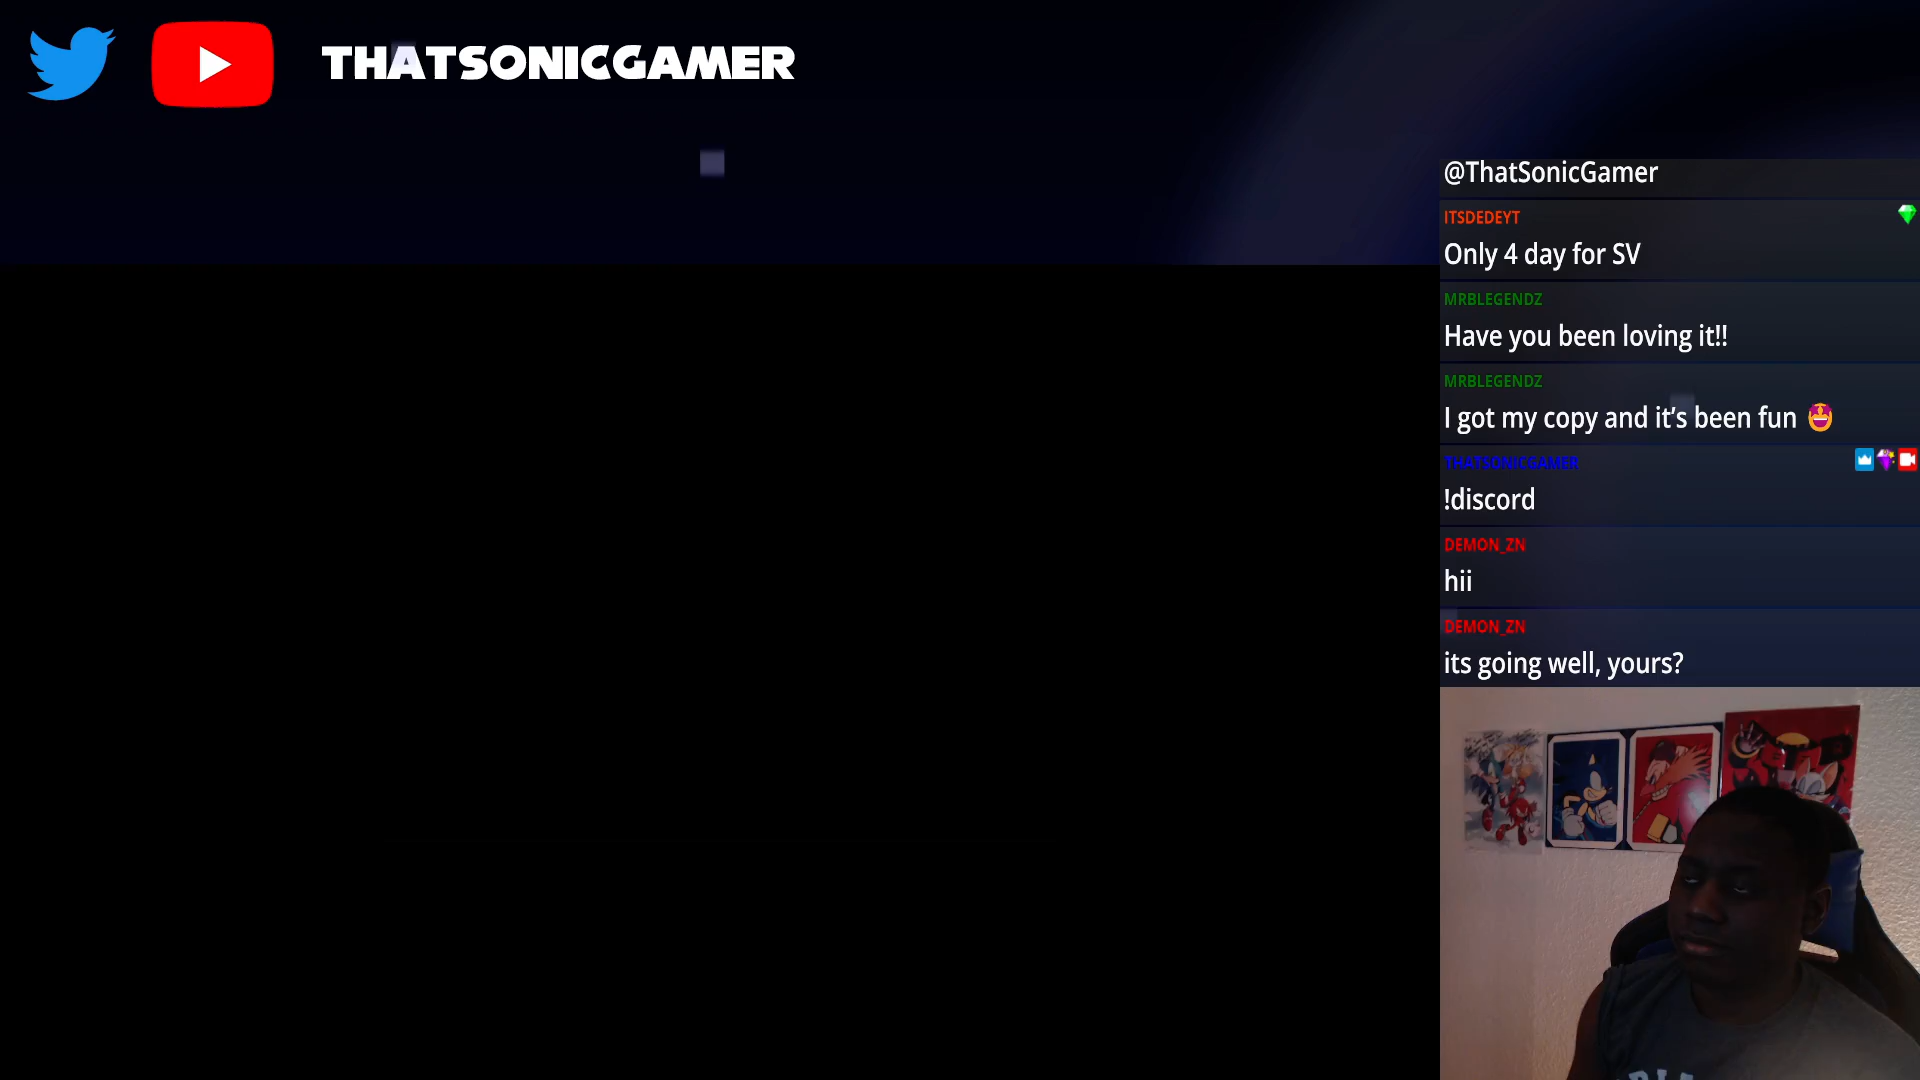 THATSONICGAMER
@ThatSonicGamer
ITSDEDEYT
Only 4 day for SV
MRBLEGENDZ
Have you been loving it!!
MRBLEGENDZ
I got my copy and it's been fun 🤩
THATSONICGAMER
!discord
DEMON_ZN
hii
DEMON_ZN
its going well, yours?